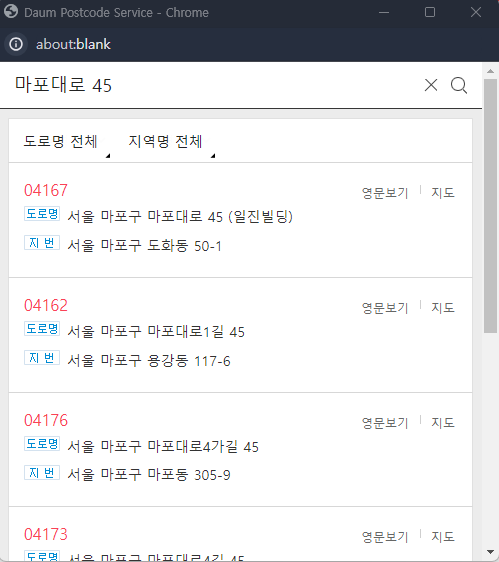 Daum Postcode Service - Chrome
about:blank
마포대로 45
도로명 전체 지역명 전체
04167 영문보기 지도
도로명 서울 마포구 마포대로 45 (일진빌딩)
지 번 서울 마포구 도화동 50-1
04162 영문보기 지도
도로명 서울 마포구 마포대로1길 45
지 번 서울 마포구 용강동 117-6
04176 영문보기 지도
도로명 서울 마포구 마포대로4가길 45
지 번 서울 마포구 마포동 305-9
04173 영문보기 지도
도로명 서울 마포구 마포대로4길 45